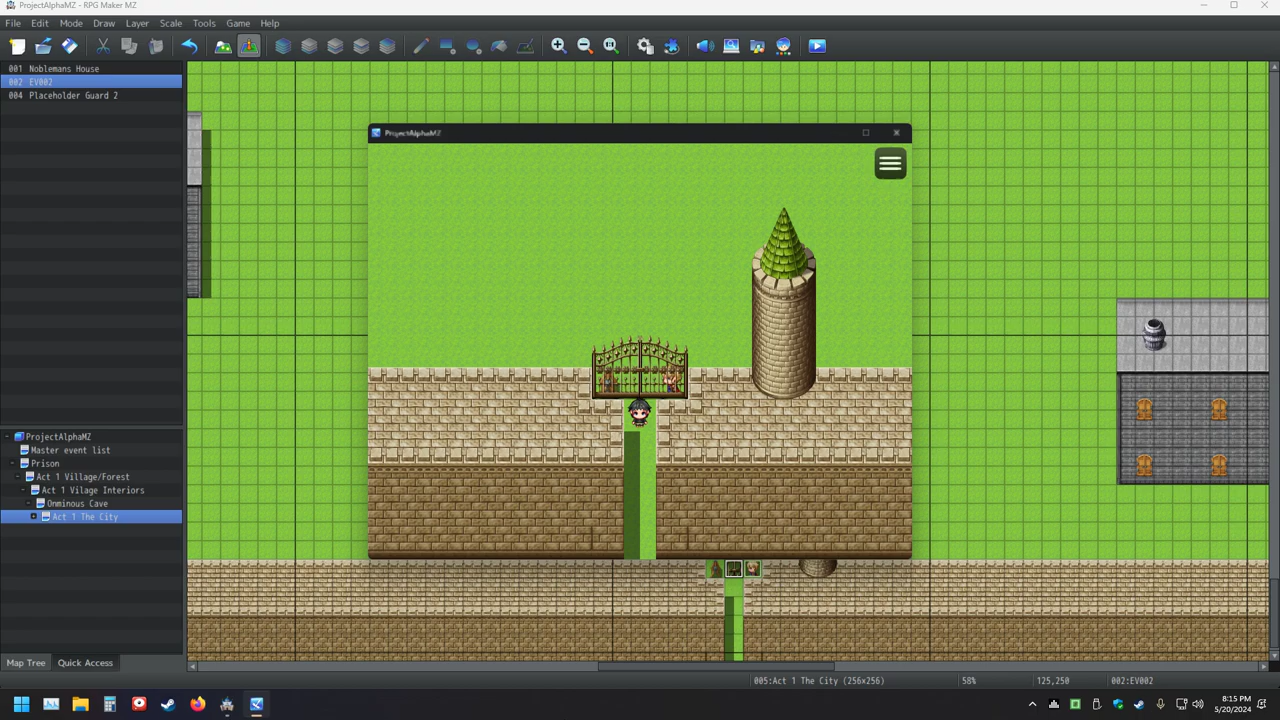 ProjectAlphaMZ - RPG Maker MZ
File Edit Mode Draw Layer Scale Tools Game Help
001 Noblemans House
002 EV002
004 Placeholder Guard 2
ProjectAlphaMZ
ProjectAlphaMZ
Master event list
Prison
Act 1 Village/Forest
Act 1 Vilage Interiors
Onminous Cave
Act 1 The City
Map Tree Quick Access
005:Act 1 The City (256x256) 58% 125,250 002:EV002
8:15 PM
5/20/2024